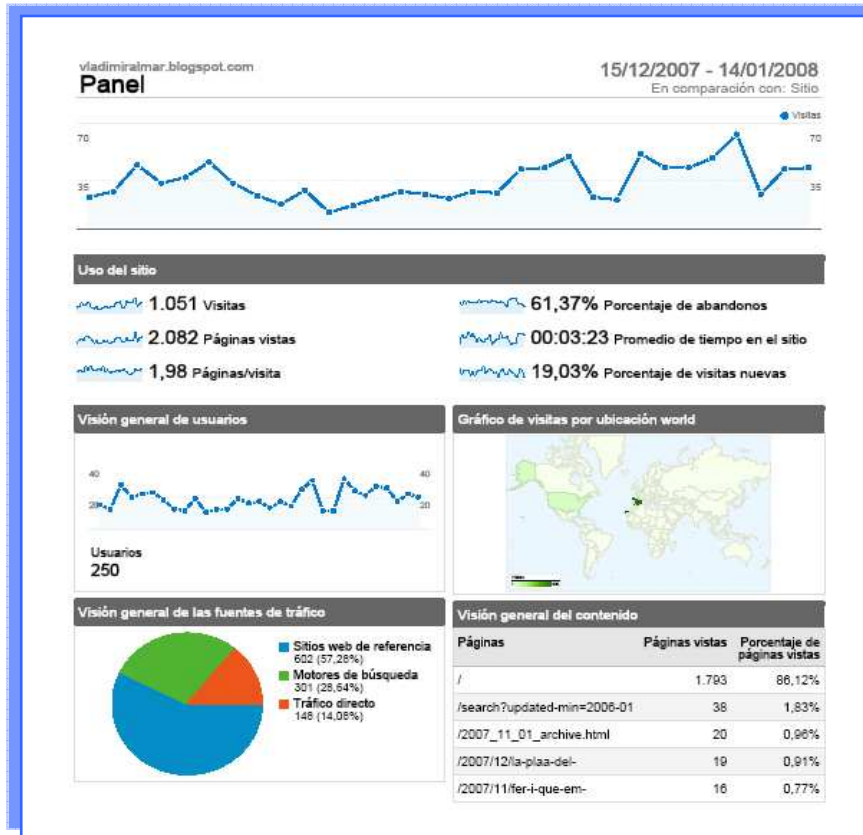 vladimiralmar.blogspot.com
Panel
15/12/2007 - 14/01/2008
En comparación con: Sitio
Visitas
70
70
35
35
Uso del sitio
1.051 Visitas
61,37% Porcentaje de abandonos
2.082 Páginas vistas
00:03:23 Promedio de tiempo en el sitio
1,98 Páginas/visita
19,03% Porcentaje de visitas nuevas
Visión general de usuarios
40
40
20
20
Usuarios
250
Gráfico de visitas por ubicación world
Visión general de las fuentes de tráfico
Sitios web de referencia
602 (57,28%)
Motores de búsqueda
301 (28,64%)
Tráfico directo
148 (14,08%)
Visión general del contenido
Páginas
Páginas vistas
Porcentaje de
páginas vistas
/ 1.793 86,12%
/search?updated-min=2006-01 38 1,83%
/2007_11_01_archive.html 20 0,96%
/2007/12/la-plaa-del- 19 0,91%
/2007/11/fer-i-que-em- 16 0,77%